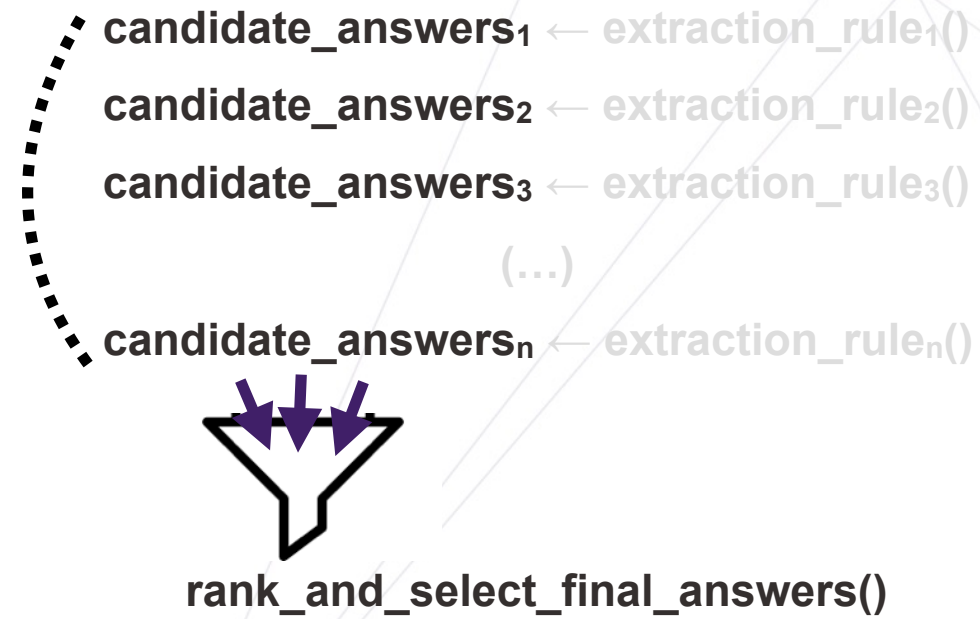 candidate_answers₁ ← extraction_rule₁()
candidate_answers₂ ← extraction_rule₂()
candidate_answers₃ ← extraction_rule₃()
(…)
candidate_answersₙ ← extraction_ruleₙ()
rank_and_select_final_answers()